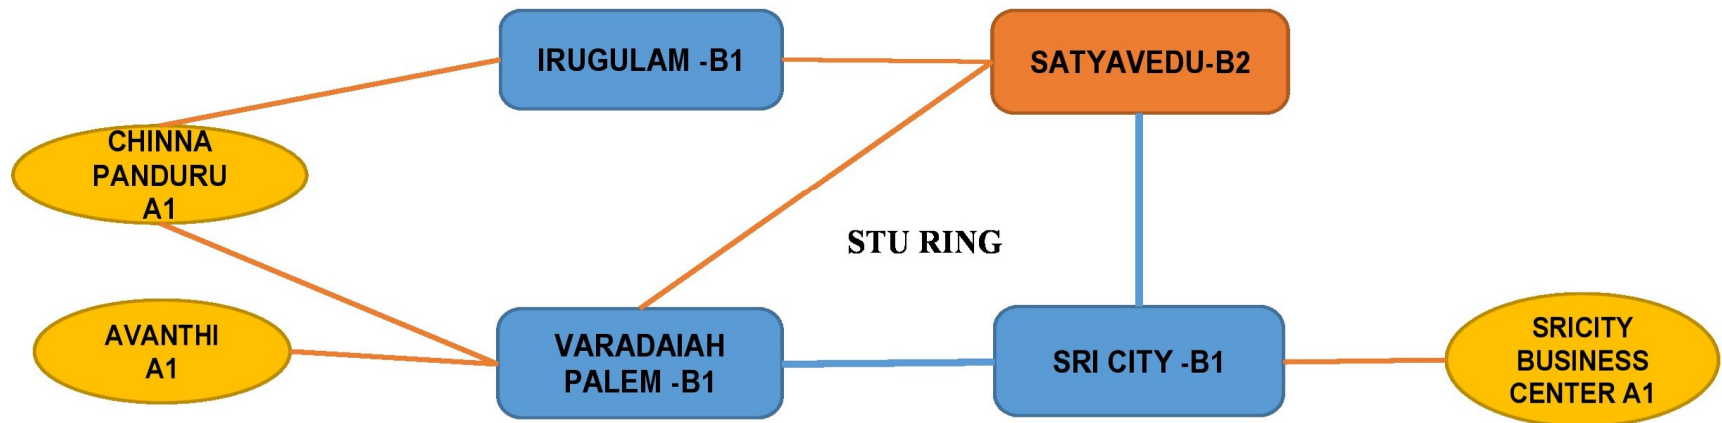 IRUGULAM -B1
SATYAVEDU-B2
CHINNA
PANDURU
A1
STU RING
AVANTHI
A1
VARADAIAH
PALEM -B1
SRI CITY -B1
SRICITY
BUSINESS
CENTER A1